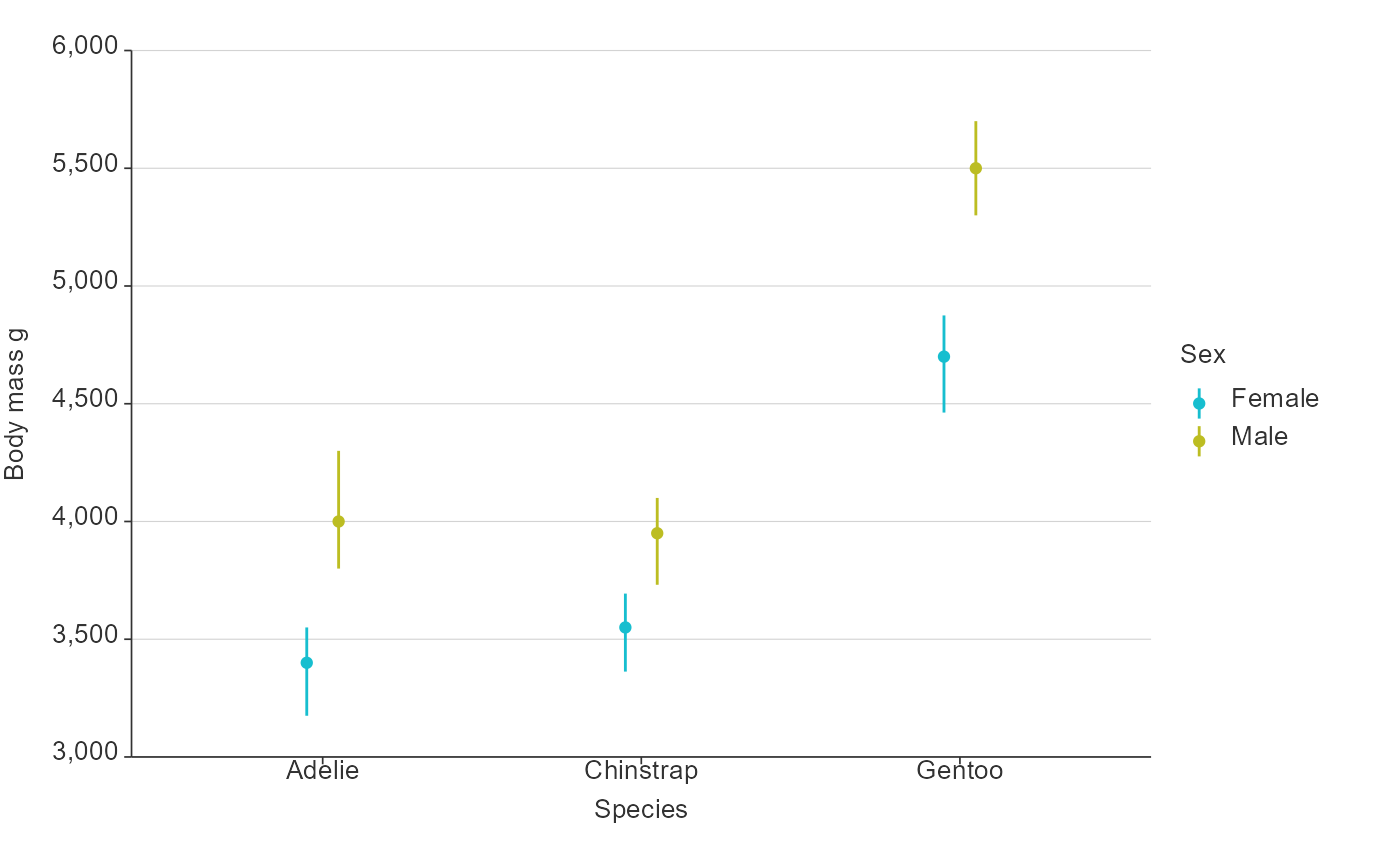 6,000
5,500
5,000
4,500
4,000
3,500
3,000
Body mass g
Adelie Chinstrap Gentoo
Species
Sex
Female
Male